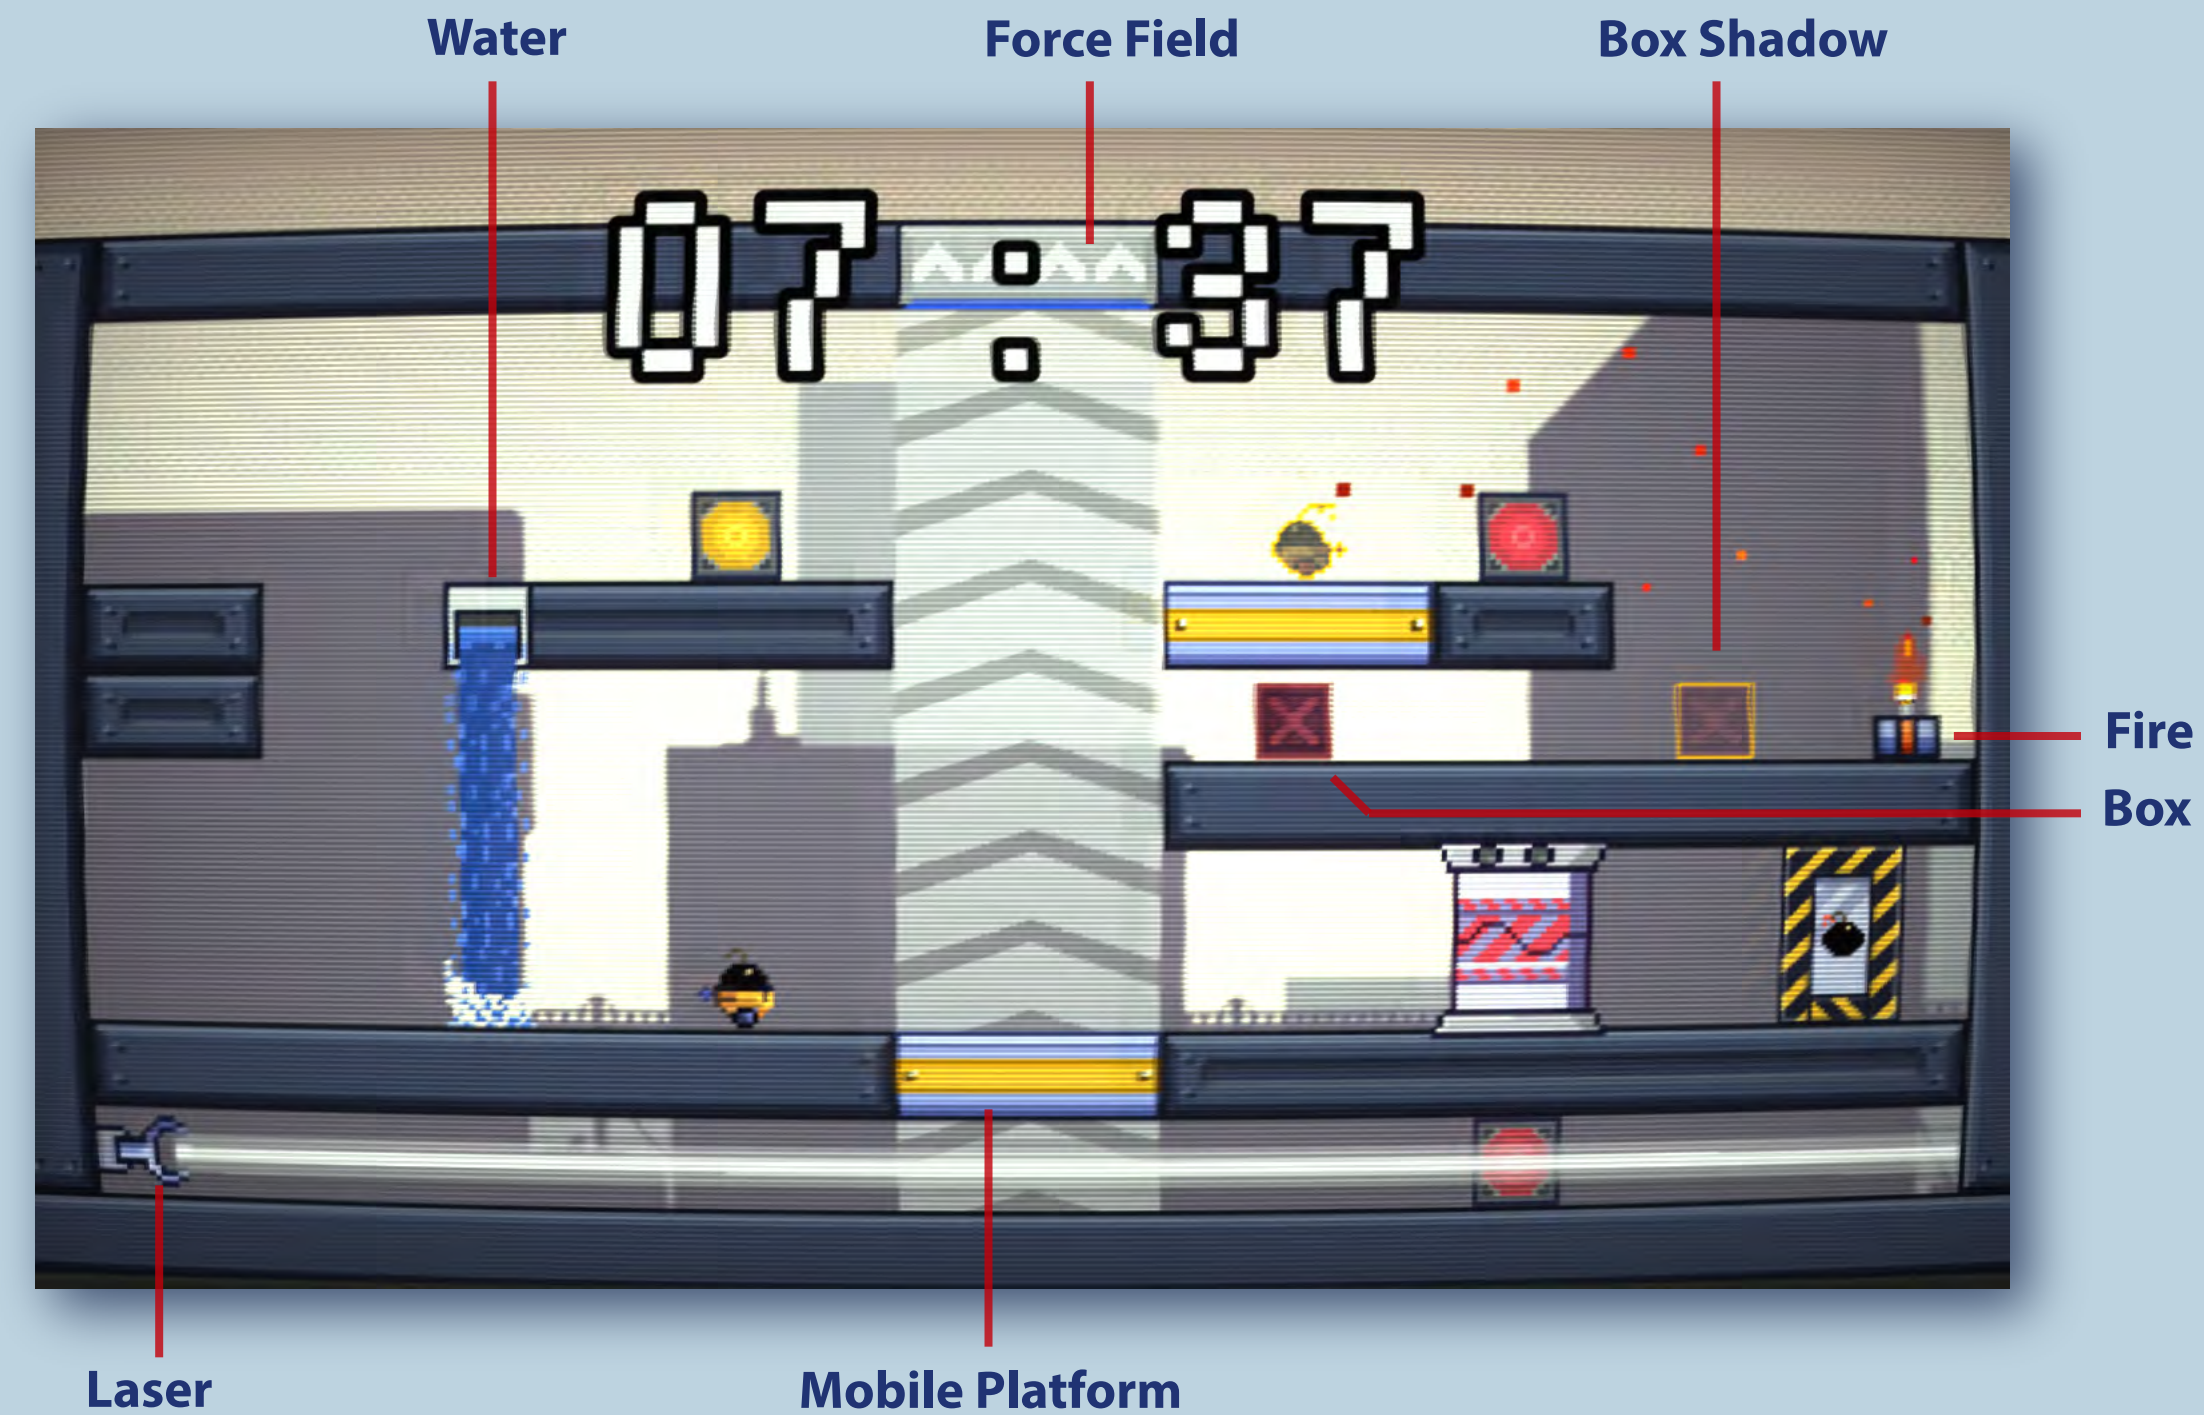 Water
Force Field
Box Shadow
07:37
Fire
Box
Laser
Mobile Platform